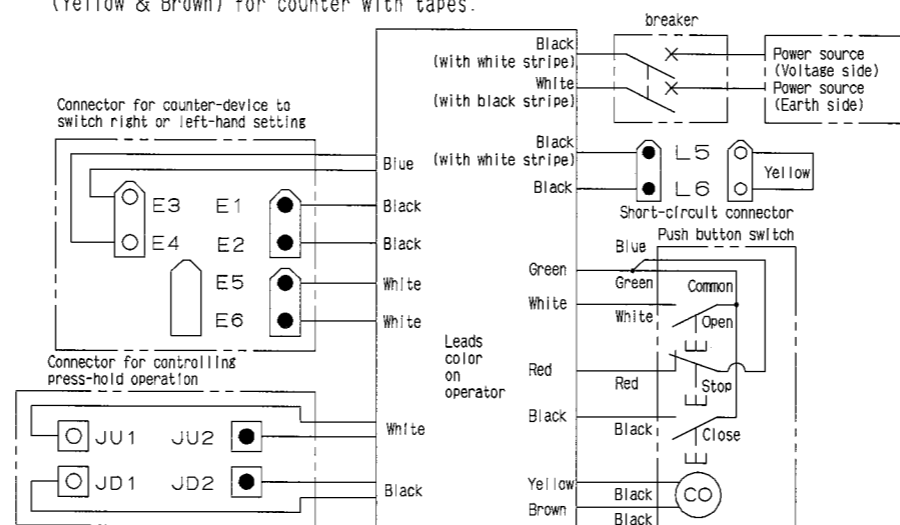 (Yellow & Brown) for counter with tapes.
breaker
Black
(with white stripe)
White
(with black stripe)
Power source
(Voltage side)
Power source
(Earth side)
Connector for counter-device to
switch right or left-hand setting
Blue
E3 E1
Black
E4 E2
Black
E5
White
E6
White
Black
(with white stripe)
Black
L5
L6
Yellow
Short-circuit connector
Push button switch
Blue
Green
Green
Common
White
White
Open
Red
Red
Stop
Black
Black
Close
Yellow
Black
Brown
Black
CO
Leads
color
on
operator
Connector for controlling
press-hold operation
White
JU1 JU2
JD1 JD2
Black